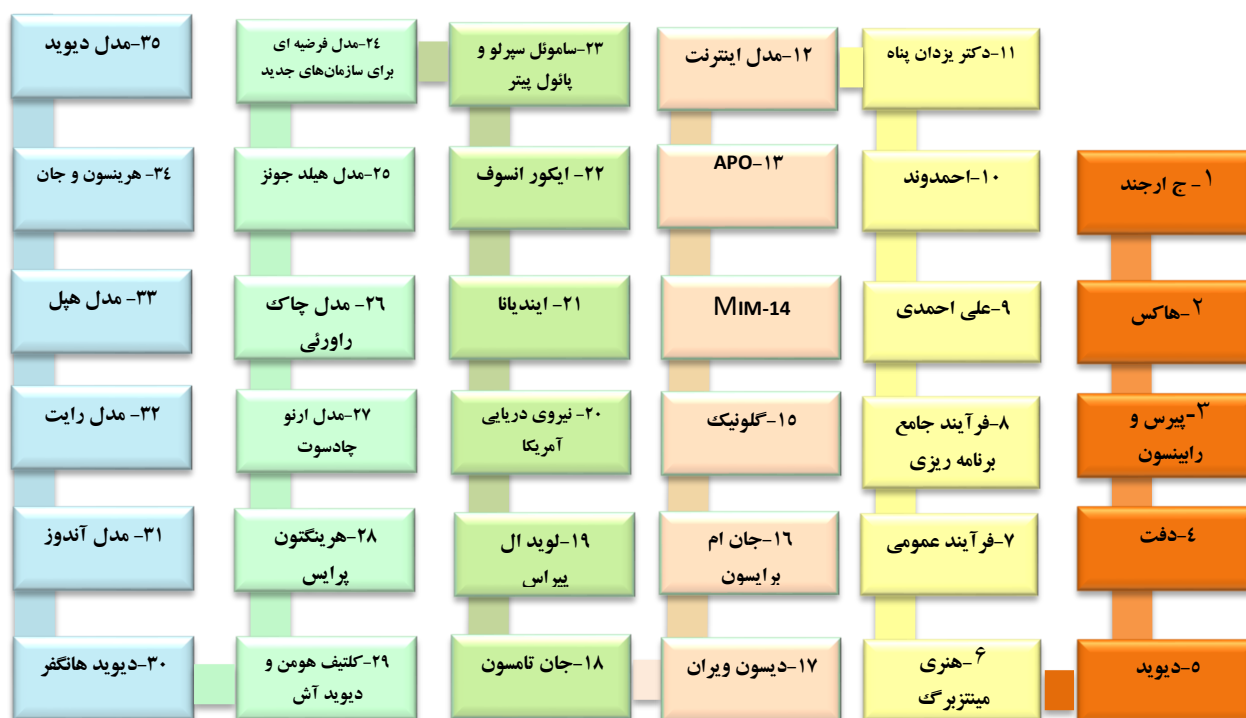 ۱- ج ارجند
۲-هاکس
۳-پیرس و
رابینسون
٤-دفت
٥-دیوید
۶-هنری
مینتزبرگ
۷-فرآیند عمومی
۸-فرآیند جامع
برنامه ریزی
۹-علی احمدی
۱۰-احمدوند
۱۱-دکتر یزدان پناه
۱۲-مدل اینترنت
۱۳-APO
MIM-14
۱٥-گلونیک
۱٦-جان ام
برایسون
۱۷-دیسون ویران
۱۸-جان تامسون
۱۹-لوید ال
پیراس
۲۰- نیروی دریایی
آمریکا
۲۱- ایندیانا
۲۲- ایکور انسوف
۲۳-ساموئل سپرلو و
پائول پیتر
۲٤-مدل فرضیه ای
برای سازمان‌های جدید
۲٥-مدل هیلد جونز
۲٦- مدل چاک
راورئی
۲۷-مدل ارنو
چادسوت
۲۸-هرینگتون
پرایس
۲۹-کلتیف هومن و
دیوید آش
۳۰-دیوید هانگفر
۳۱- مدل آندوز
۳۲- مدل رایت
۳۳- مدل هپل
۳٤- هرینسون و جان
۳٥-مدل دیوید